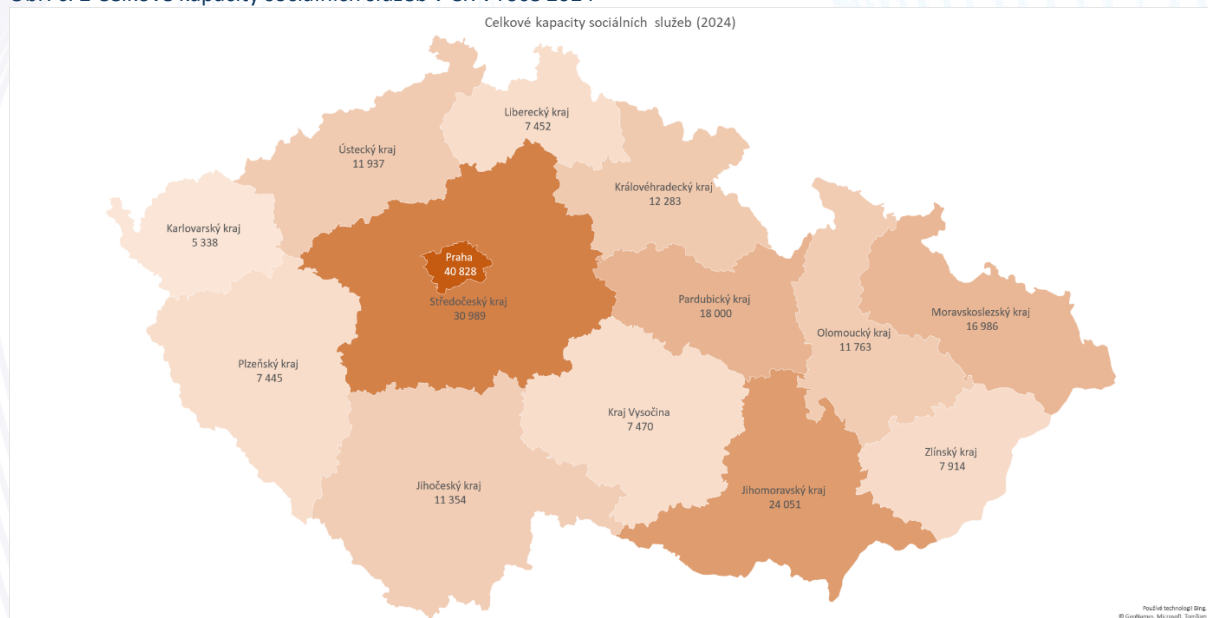 Celkové kapacity sociálních služeb (2024)
Liberecký kraj
7 452
Ústecký kraj
11 937
Královéhradecký kraj
12 283
Karlovarský kraj
5 338
Praha
40 828
Středočeský kraj
30 989
Pardubický kraj
18 000
Moravskoslezský kraj
16 986
Olomoucký kraj
11 763
Plzeňský kraj
7 445
Kraj Vysočina
7 470
Zlínský kraj
7 914
Jihočeský kraj
11 354
Jihomoravský kraj
24 051
Používá technologii Bing.
© GeoNames, Microsoft, TomTom